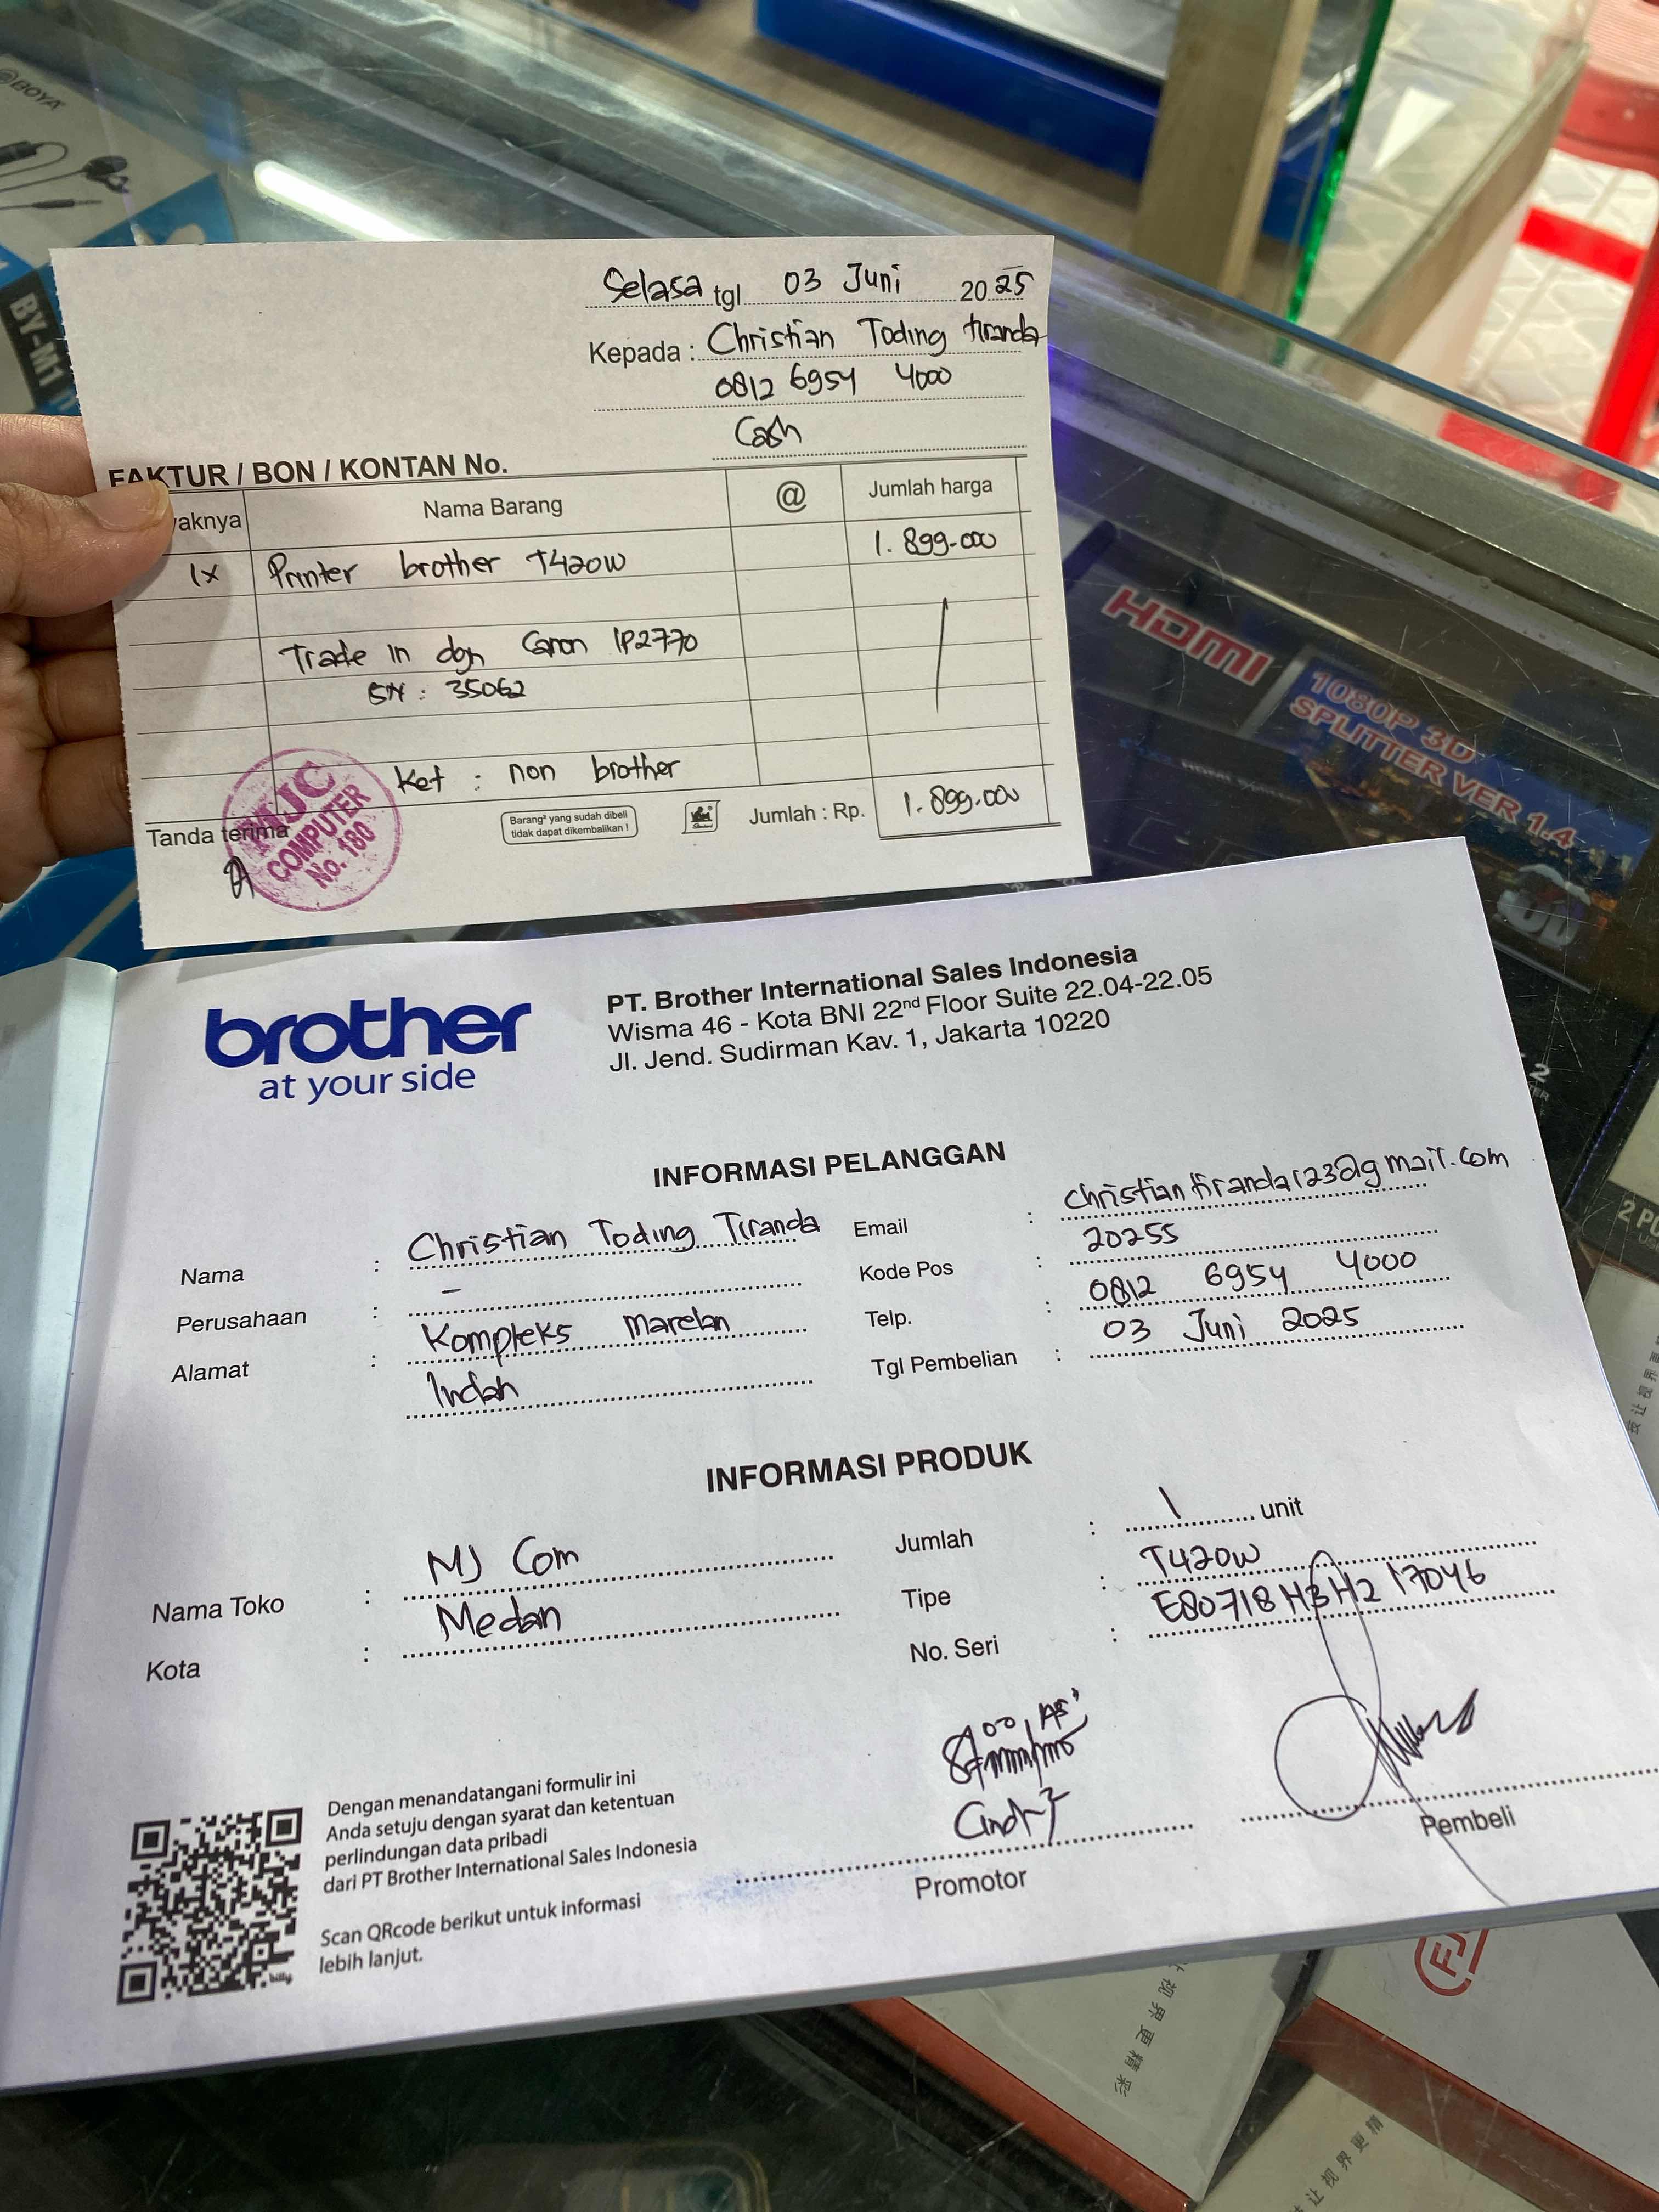 BOYA
BY-M1
Selasa tgl 03 Juni 2025
Kepada : Christian Toding tiranda
0812 6954 4000
Cash
FAKTUR / BON / KONTAN No.
yaknya Nama Barang @ Jumlah harga
1x Printer brother T420W 1.899.000
Trade in dgn Canon IP2770
SN : 35062
Ket : non brother
Tanda terima
MJC
COMPUTER
No. 180
Barang² yang sudah dibeli
tidak dapat dikembalikan !
Jumlah : Rp. 1.899.000
HDMI
1080P 3D
SPLITTER VER 1.4
brother
at your side
PT. Brother International Sales Indonesia
Wisma 46 - Kota BNI 22nd Floor Suite 22.04-22.05
Jl. Jend. Sudirman Kav. 1, Jakarta 10220
INFORMASI PELANGGAN
Nama : Christian Toding Tiranda
Perusahaan : -
Alamat : Kompleks Marelan
Indah
Email : christiantiranda123@gmail.com
Kode Pos : 20255
Telp. : 0812 6954 4000
Tgl Pembelian : 03 Juni 2025
INFORMASI PRODUK
Nama Toko : MJ Com
Kota : Medan
Jumlah : 1 unit
Tipe : T420W
No. Seri : E80718H3H217046
Dengan menandatangani formulir ini
Anda setuju dengan syarat dan ketentuan
perlindungan data pribadi
dari PT Brother International Sales Indonesia
Scan QRcode berikut untuk informasi
lebih lanjut.
Promotor
Pembeli